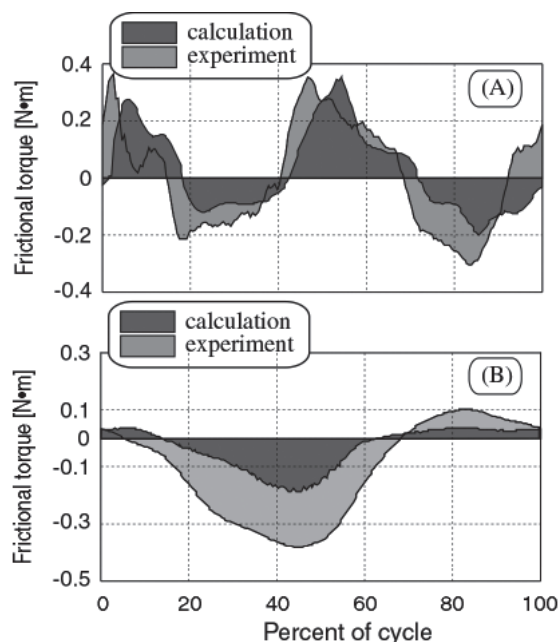 calculation
experiment
(A)
Frictional torque [N•m]
0.4
0.2
0
-0.2
-0.4
calculation
experiment
(B)
Frictional torque [N•m]
0.3
0.1
0
-0.1
-0.3
-0.5
0 20 40 60 80 100
Percent of cycle